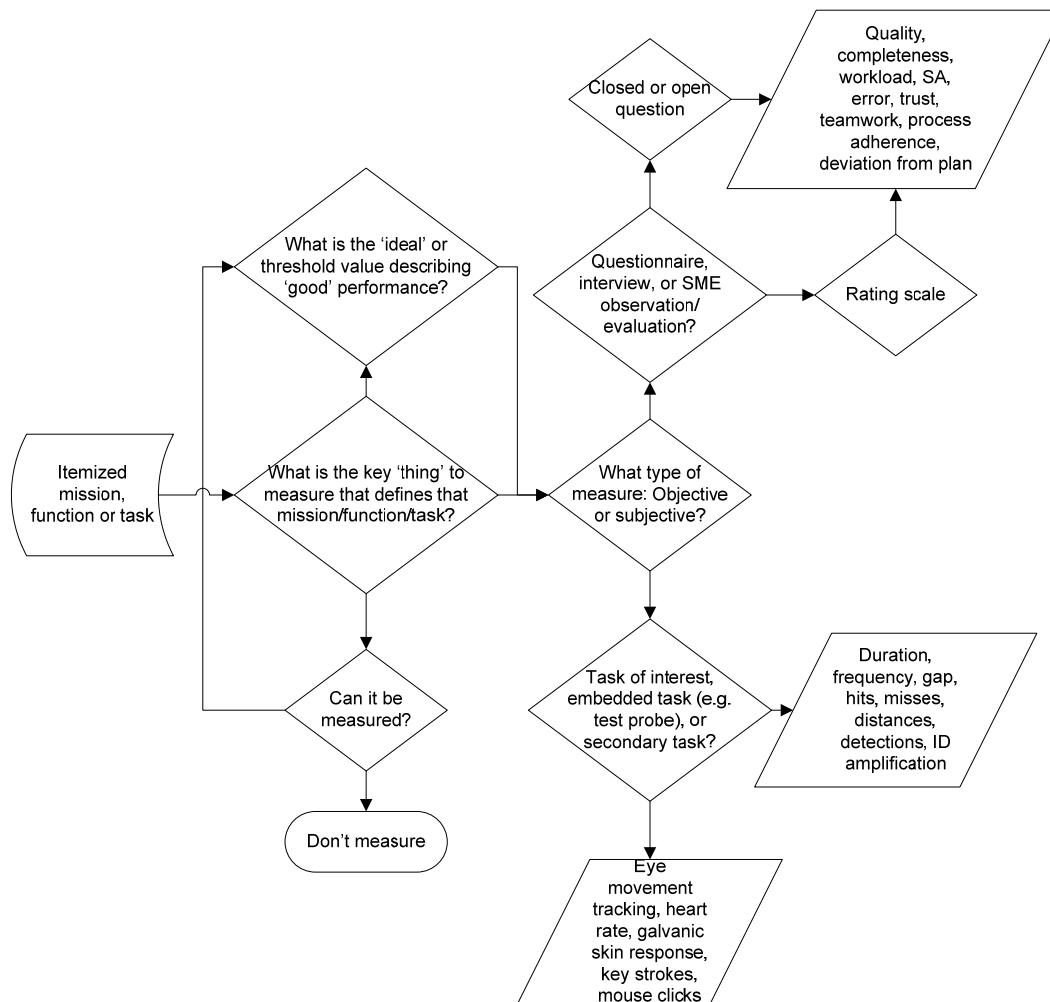 Itemized
mission,
function or task
What is the ‘ideal’ or
threshold value describing
‘good’ performance?
What is the key ‘thing’ to
measure that defines that
mission/function/task?
Can it be
measured?
Don’t measure
What type of
measure: Objective
or subjective?
Questionnaire,
interview, or SME
observation/
evaluation?
Closed or open
question
Rating scale
Quality,
completeness,
workload, SA,
error, trust,
teamwork, process
adherence,
deviation from plan
Task of interest,
embedded task (e.g.
test probe), or
secondary task?
Duration,
frequency, gap,
hits, misses,
distances,
detections, ID
amplification
Eye
movement
tracking, heart
rate, galvanic
skin response,
key strokes,
mouse clicks